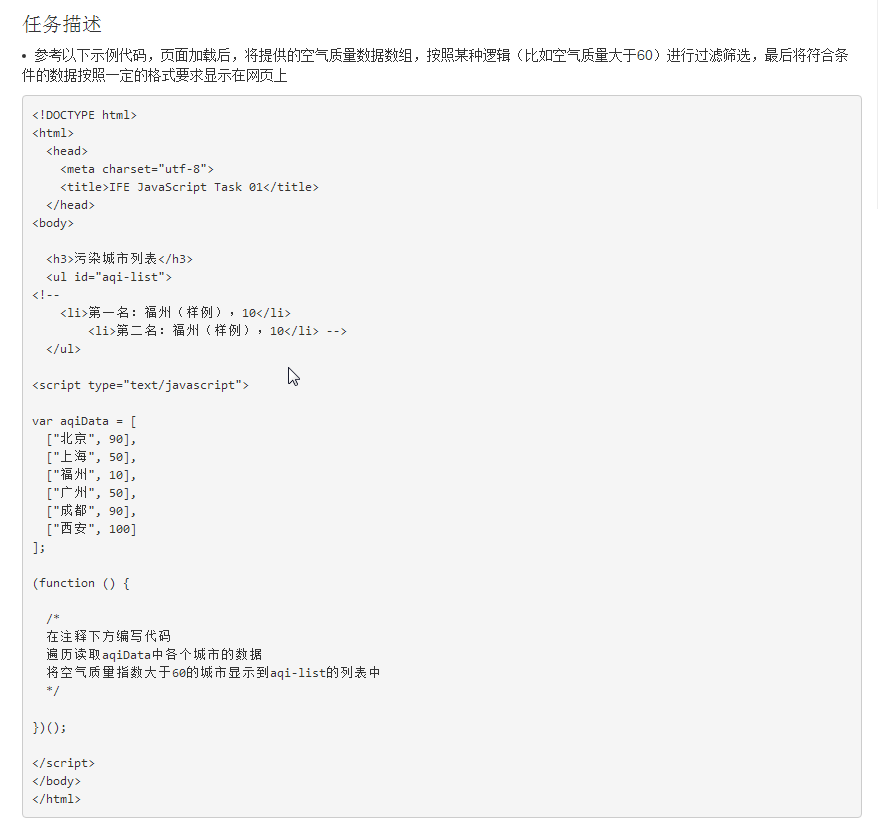 任务描述
• 参考以下示例代码，页面加载后，将提供的空气质量数据数组，按照某种逻辑（比如空气质量大于60）进行过滤筛选，最后将符合条
件的数据按照一定的格式要求显示在网页上
<!DOCTYPE html>
<html>
  <head>
    <meta charset="utf-8">
    <title>IFE JavaScript Task 01</title>
  </head>
<body>
  <h3>污染城市列表</h3>
  <ul id="aqi-list">
<!--
    <li>第一名：福州（样例），10</li>
        <li>第二名：福州（样例），10</li> -->
  </ul>
<script type="text/javascript">
var aqiData = [
  ["北京", 90],
  ["上海", 50],
  ["福州", 10],
  ["广州", 50],
  ["成都", 90],
  ["西安", 100]
];
(function () {
  /*
  在注释下方编写代码
  遍历读取aqiData中各个城市的数据
  将空气质量指数大于60的城市显示到aqi-list的列表中
  */
})();
</script>
</body>
</html>